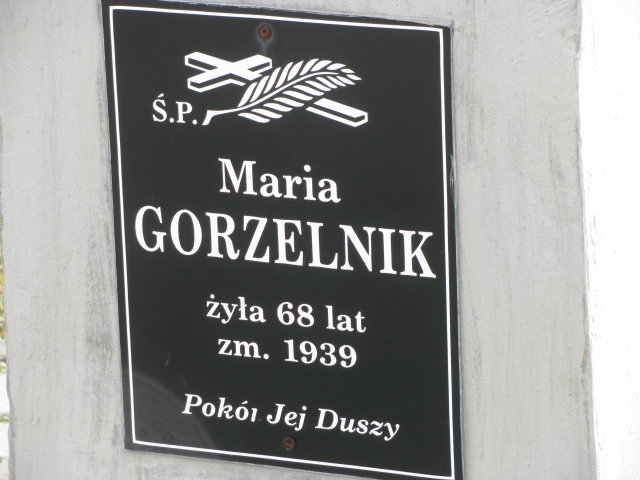 Ś.P.
Maria
GORZELNIK
żyła 68 lat
zm. 1939
Pokój Jej Duszy